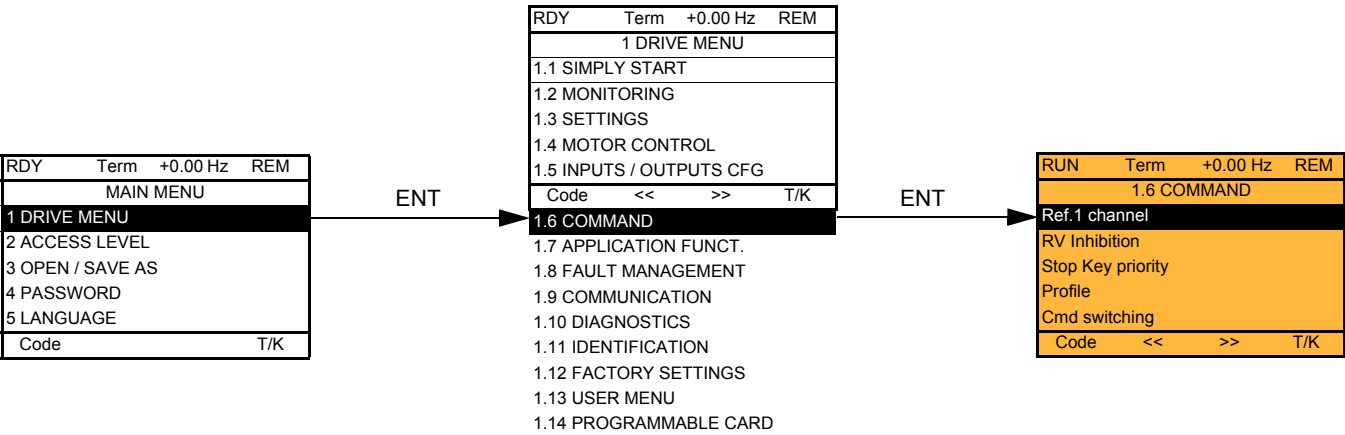 RDY Term +0.00 Hz REM
MAIN MENU
1 DRIVE MENU
2 ACCESS LEVEL
3 OPEN / SAVE AS
4 PASSWORD
5 LANGUAGE
Code T/K
ENT
RDY Term +0.00 Hz REM
1 DRIVE MENU
1.1 SIMPLY START
1.2 MONITORING
1.3 SETTINGS
1.4 MOTOR CONTROL
1.5 INPUTS / OUTPUTS CFG
Code << >> T/K
1.6 COMMAND
1.7 APPLICATION FUNCT.
1.8 FAULT MANAGEMENT
1.9 COMMUNICATION
1.10 DIAGNOSTICS
1.11 IDENTIFICATION
1.12 FACTORY SETTINGS
1.13 USER MENU
1.14 PROGRAMMABLE CARD
ENT
RUN Term +0.00 Hz REM
1.6 COMMAND
Ref.1 channel
RV Inhibition
Stop Key priority
Profile
Cmd switching
Code << >> T/K